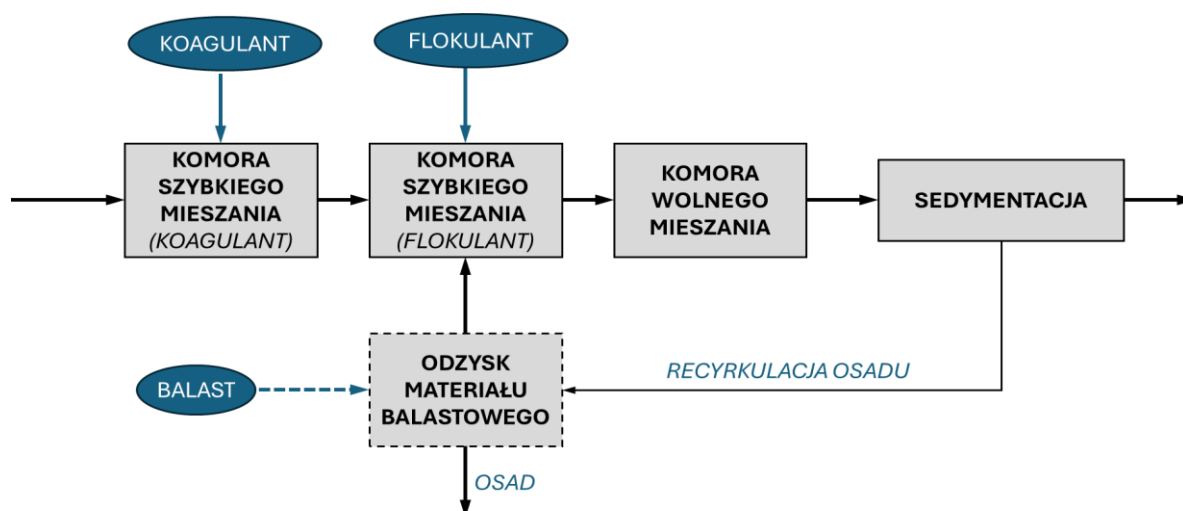 KOAGULANT
FLOKULANT
KOMORA
SZYBKIEGO
MIESZANIA
(KOAGULANT)
KOMORA
SZYBKIEGO
MIESZANIA
(FLOKULANT)
KOMORA
WOLNEGO
MIESZANIA
SEDYMENTACJA
BALAST
ODZYSK
MATERIAŁU
BALASTOWEGO
RECYRKULACJA OSADU
OSAD